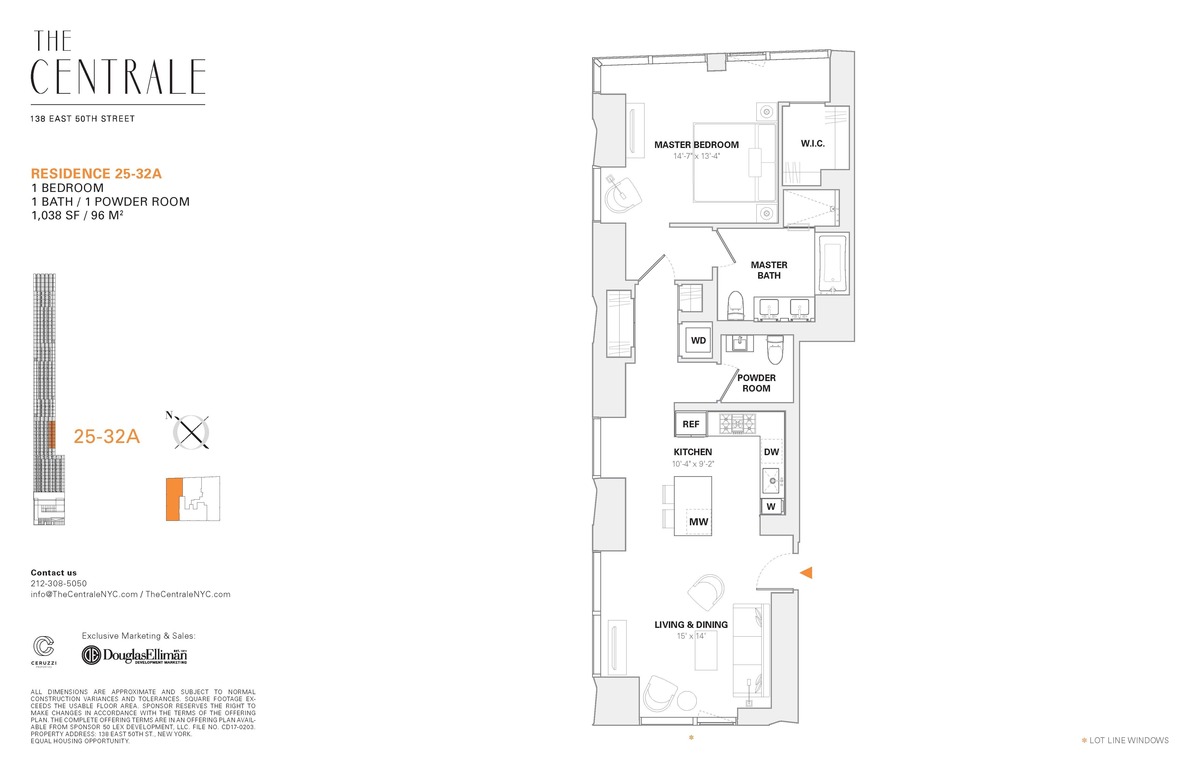 THE
CENTRALE
138 EAST 50TH STREET
RESIDENCE 25-32A
1 BEDROOM
1 BATH / 1 POWDER ROOM
1,038 SF / 96 M²
25-32A
N
Contact us
212-308-5050
info@TheCentraleNYC.com / TheCentraleNYC.com
Exclusive Marketing & Sales:
CERUZZI
PROPERTIES
DouglasElliman
DEVELOPMENT MARKETING
ALL DIMENSIONS ARE APPROXIMATE AND SUBJECT TO NORMAL
CONSTRUCTION VARIANCES AND TOLERANCES. SQUARE FOOTAGE EX-
CEEDS THE USABLE FLOOR AREA. SPONSOR RESERVES THE RIGHT TO
MAKE CHANGES IN ACCORDANCE WITH THE TERMS OF THE OFFERING
PLAN. THE COMPLETE OFFERING TERMS ARE IN AN OFFERING PLAN AVAIL-
ABLE FROM SPONSOR 50 LEX DEVELOPMENT, LLC. FILE NO. CD17-0203.
PROPERTY ADDRESS: 138 EAST 50TH ST., NEW YORK.
EQUAL HOUSING OPPORTUNITY.
MASTER BEDROOM
14'-7" x 13'-4"
W.I.C.
MASTER
BATH
WD
POWDER
ROOM
REF
KITCHEN
10'-4" x 9'-2"
DW
W
MW
LIVING & DINING
15' x 14'
*
* LOT LINE WINDOWS